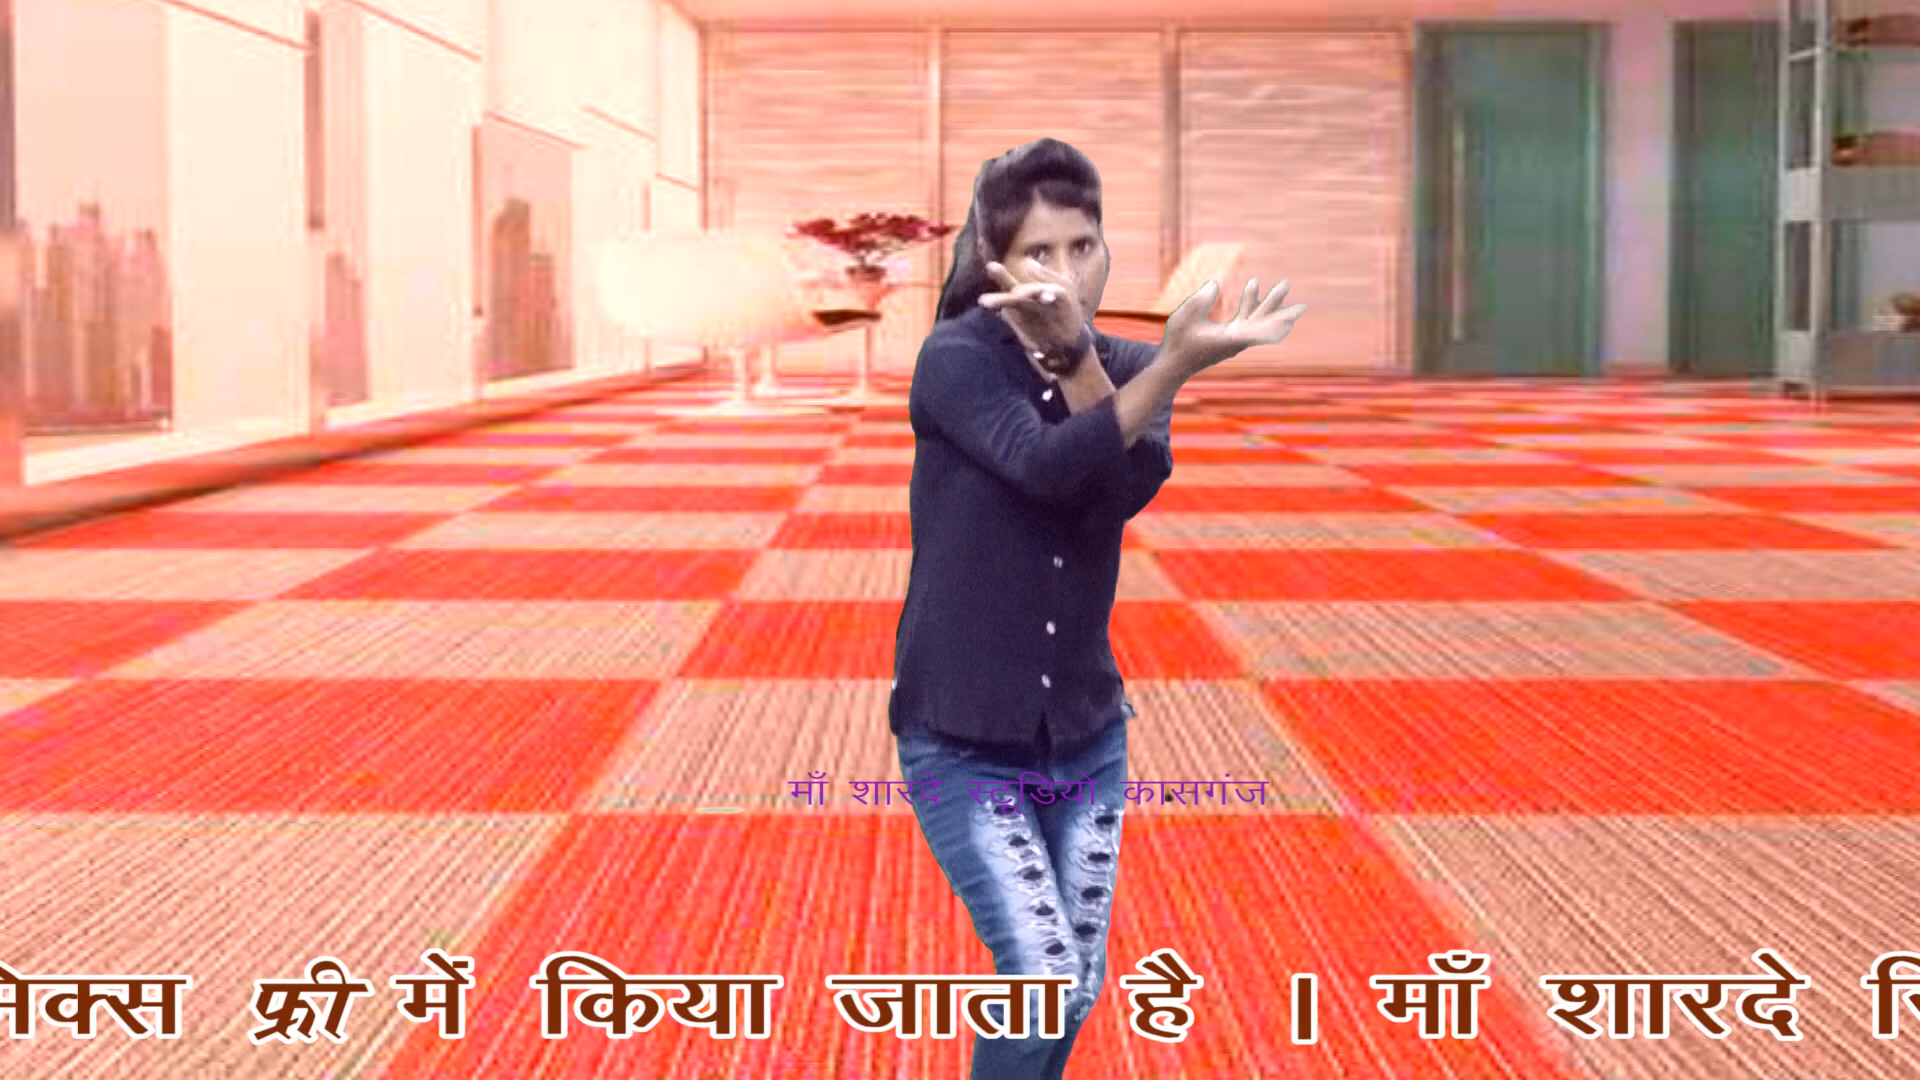 माँ शारदे स्टूडियो कासगंज
फ्री में किया जाता है । माँ शारदे